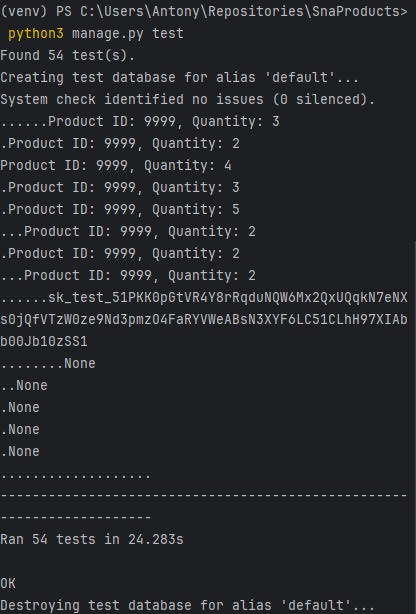 (venv) PS C:\Users\Antony\Repositories\SnaProducts>
python3 manage.py test
Found 54 test(s).
Creating test database for alias 'default'...
System check identified no issues (0 silenced).
......Product ID: 9999, Quantity: 3
.Product ID: 9999, Quantity: 2
Product ID: 9999, Quantity: 4
.Product ID: 9999, Quantity: 3
.Product ID: 9999, Quantity: 5
...Product ID: 9999, Quantity: 2
.Product ID: 9999, Quantity: 2
...Product ID: 9999, Quantity: 2
......
........None
..None
.None
.None
.None
...................
----------------------------------------------------
-------------------
Ran 54 tests in 24.283s
OK
Destroying test database for alias 'default'...